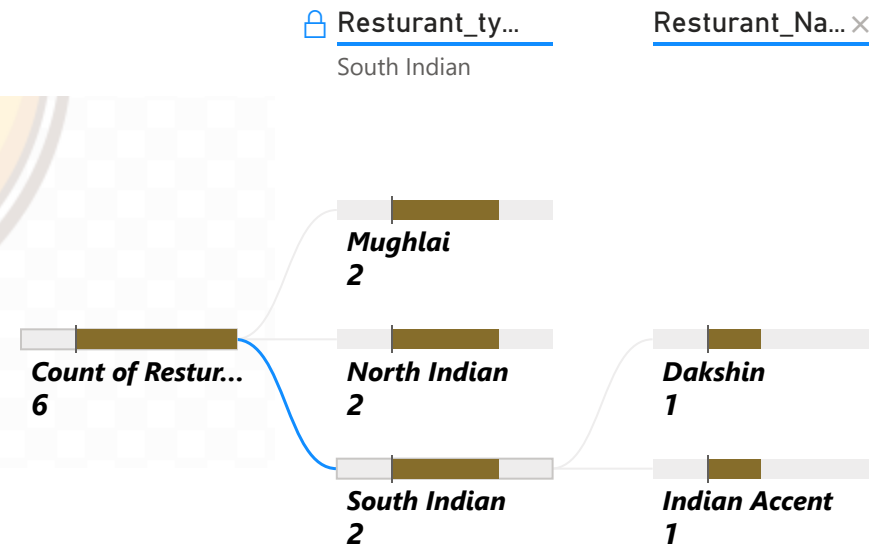 Resturant_ty...
Resturant_Na...
South Indian
Mughlai
2
Count of Restur...
6
North Indian
2
Dakshin
1
South Indian
2
Indian Accent
1